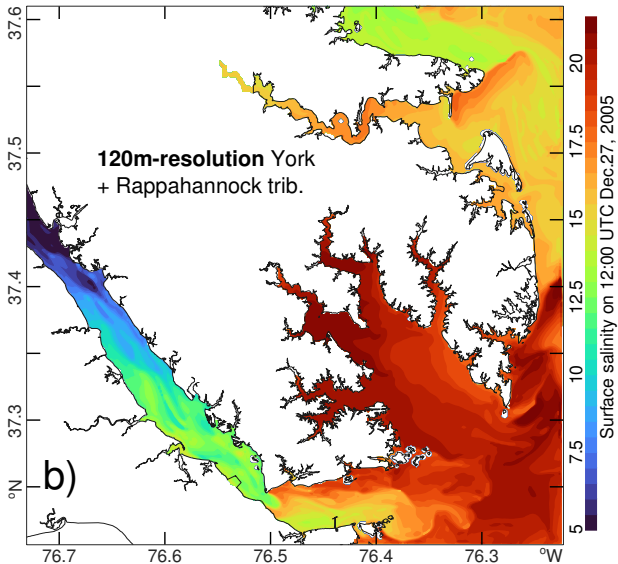 37.6
37.5
37.4
37.3
°N
120m-resolution York
+ Rappahannock trib.
b)
76.7
76.6
76.5
76.4
76.3
°W
20
17.5
15
12.5
10
7.5
5
Surface salinity on 12:00 UTC Dec.27, 2005